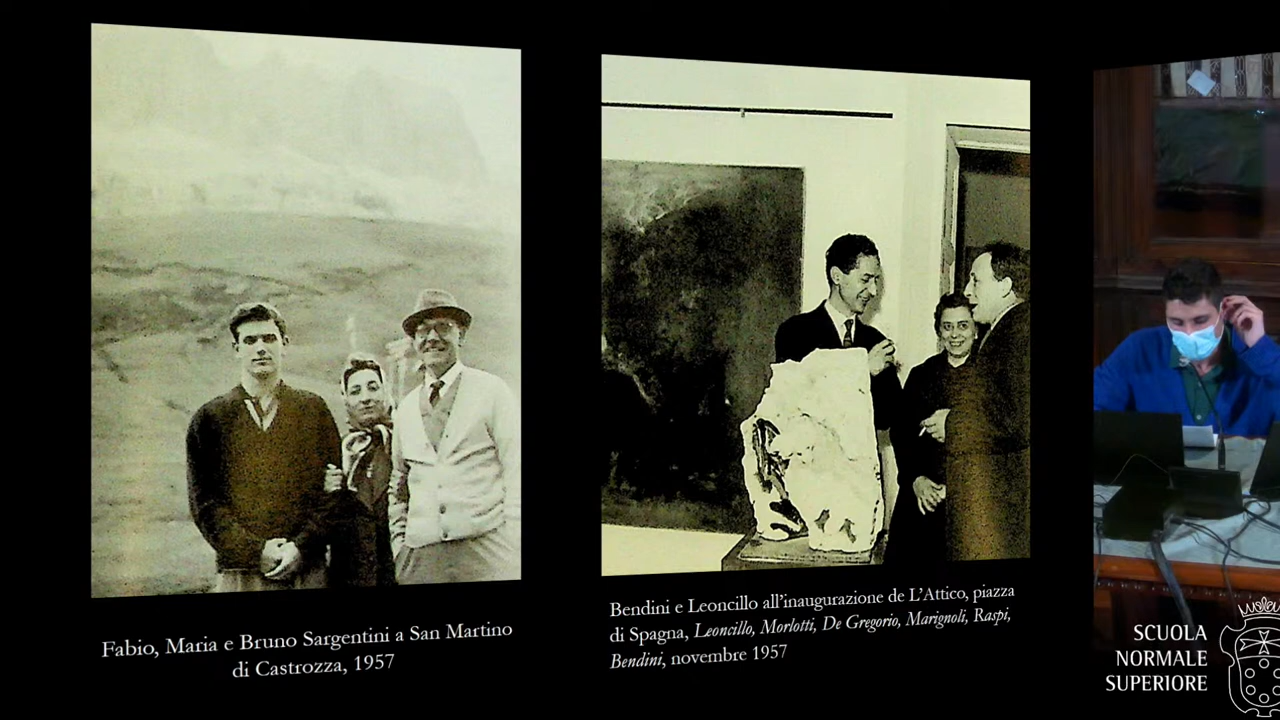 Fabio, Maria e Bruno Sargentini a San Martino
di Castrozza, 1957
Bendini e Leoncillo all'inaugurazione de L'Attico, piazza
di Spagna, Leoncillo, Morlotti, De Gregorio, Marignoli, Raspi,
Bendini, novembre 1957
SCUOLA
NORMALE
SUPERIORE